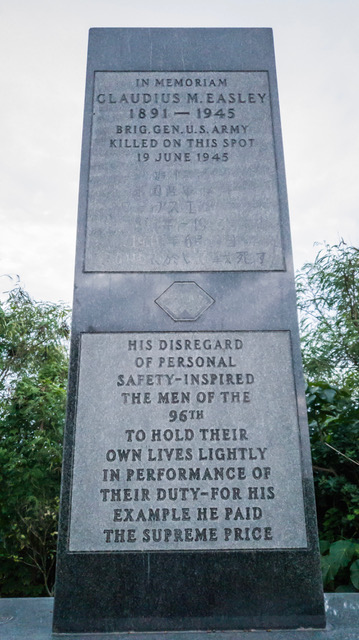 IN MEMORIAM
CLAUDIUS M. EASLEY
1891 — 1945
BRIG. GEN. U.S. ARMY
KILLED ON THIS SPOT
19 JUNE 1945
HIS DISREGARD
OF PERSONAL
SAFETY-INSPIRED
THE MEN OF THE
96TH
TO HOLD THEIR
OWN LIVES LIGHTLY
IN PERFORMANCE OF
THEIR DUTY-FOR HIS
EXAMPLE HE PAID
THE SUPREME PRICE